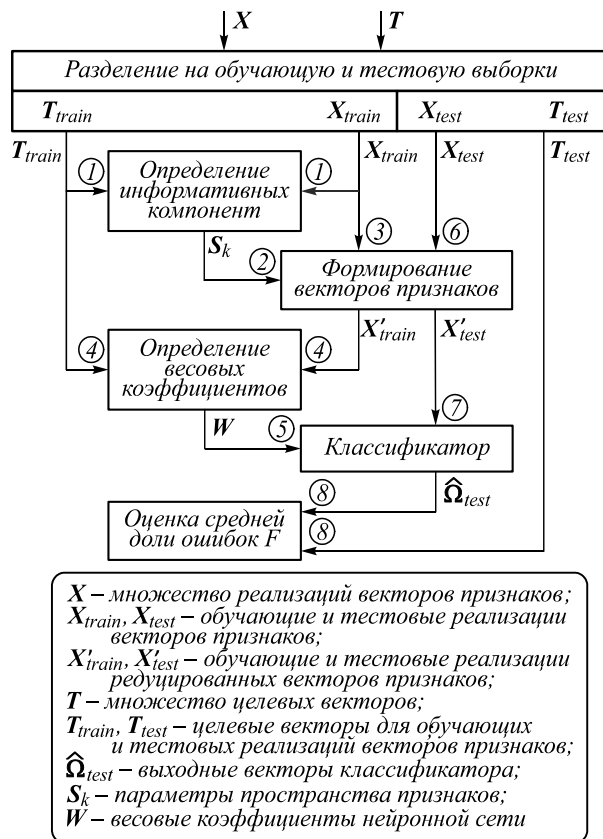 X T
Разделение на обучающую и тестовую выборки
T_train X_train X_test T_test
T_train X_train X_test T_test
1 Определение 1
информативных
компонент
3 6
S_k 2
Формирование
векторов признаков
X'_train X'_test
4 Определение 4
весовых
коэффициентов
7
W 5
Классификатор
8 Ω̂_test
Оценка средней
доли ошибок F
8
X – множество реализаций векторов признаков;
X_train, X_test – обучающие и тестовые реализации
векторов признаков;
X'_train, X'_test – обучающие и тестовые реализации
редуцированных векторов признаков;
T – множество целевых векторов;
T_train, T_test – целевые векторы для обучающих
и тестовых реализаций векторов признаков;
Ω̂_test – выходные векторы классификатора;
S_k – параметры пространства признаков;
W – весовые коэффициенты нейронной сети